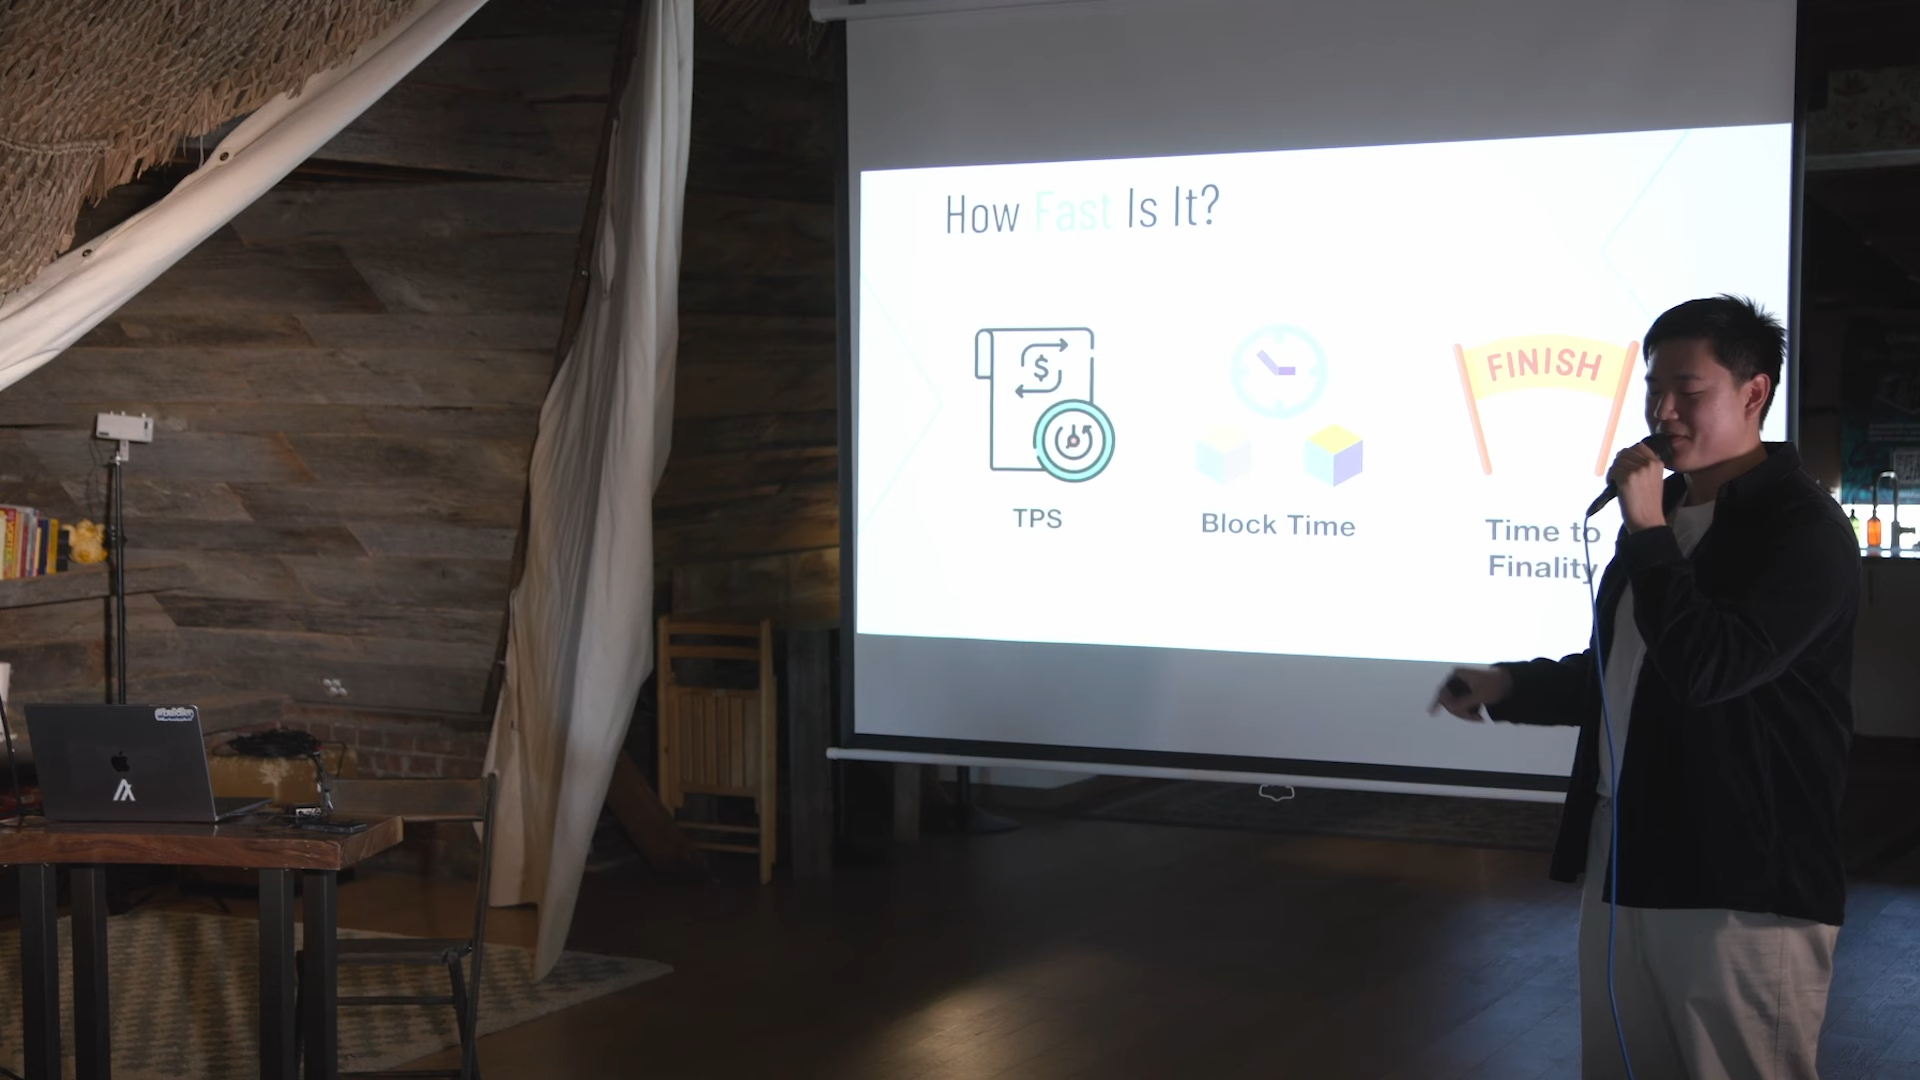 How Fast Is It?
FINISH
TPS
Block Time
Time to
Finality